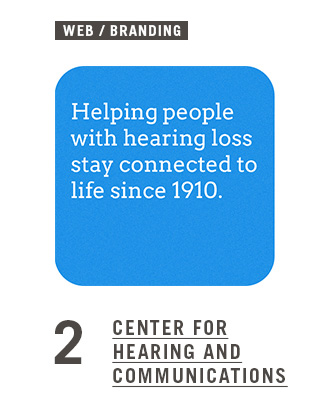 WEB / BRANDING
Helping people
with hearing loss
stay connected to
life since 1910.
2
CENTER FOR
HEARING AND
COMMUNICATIONS